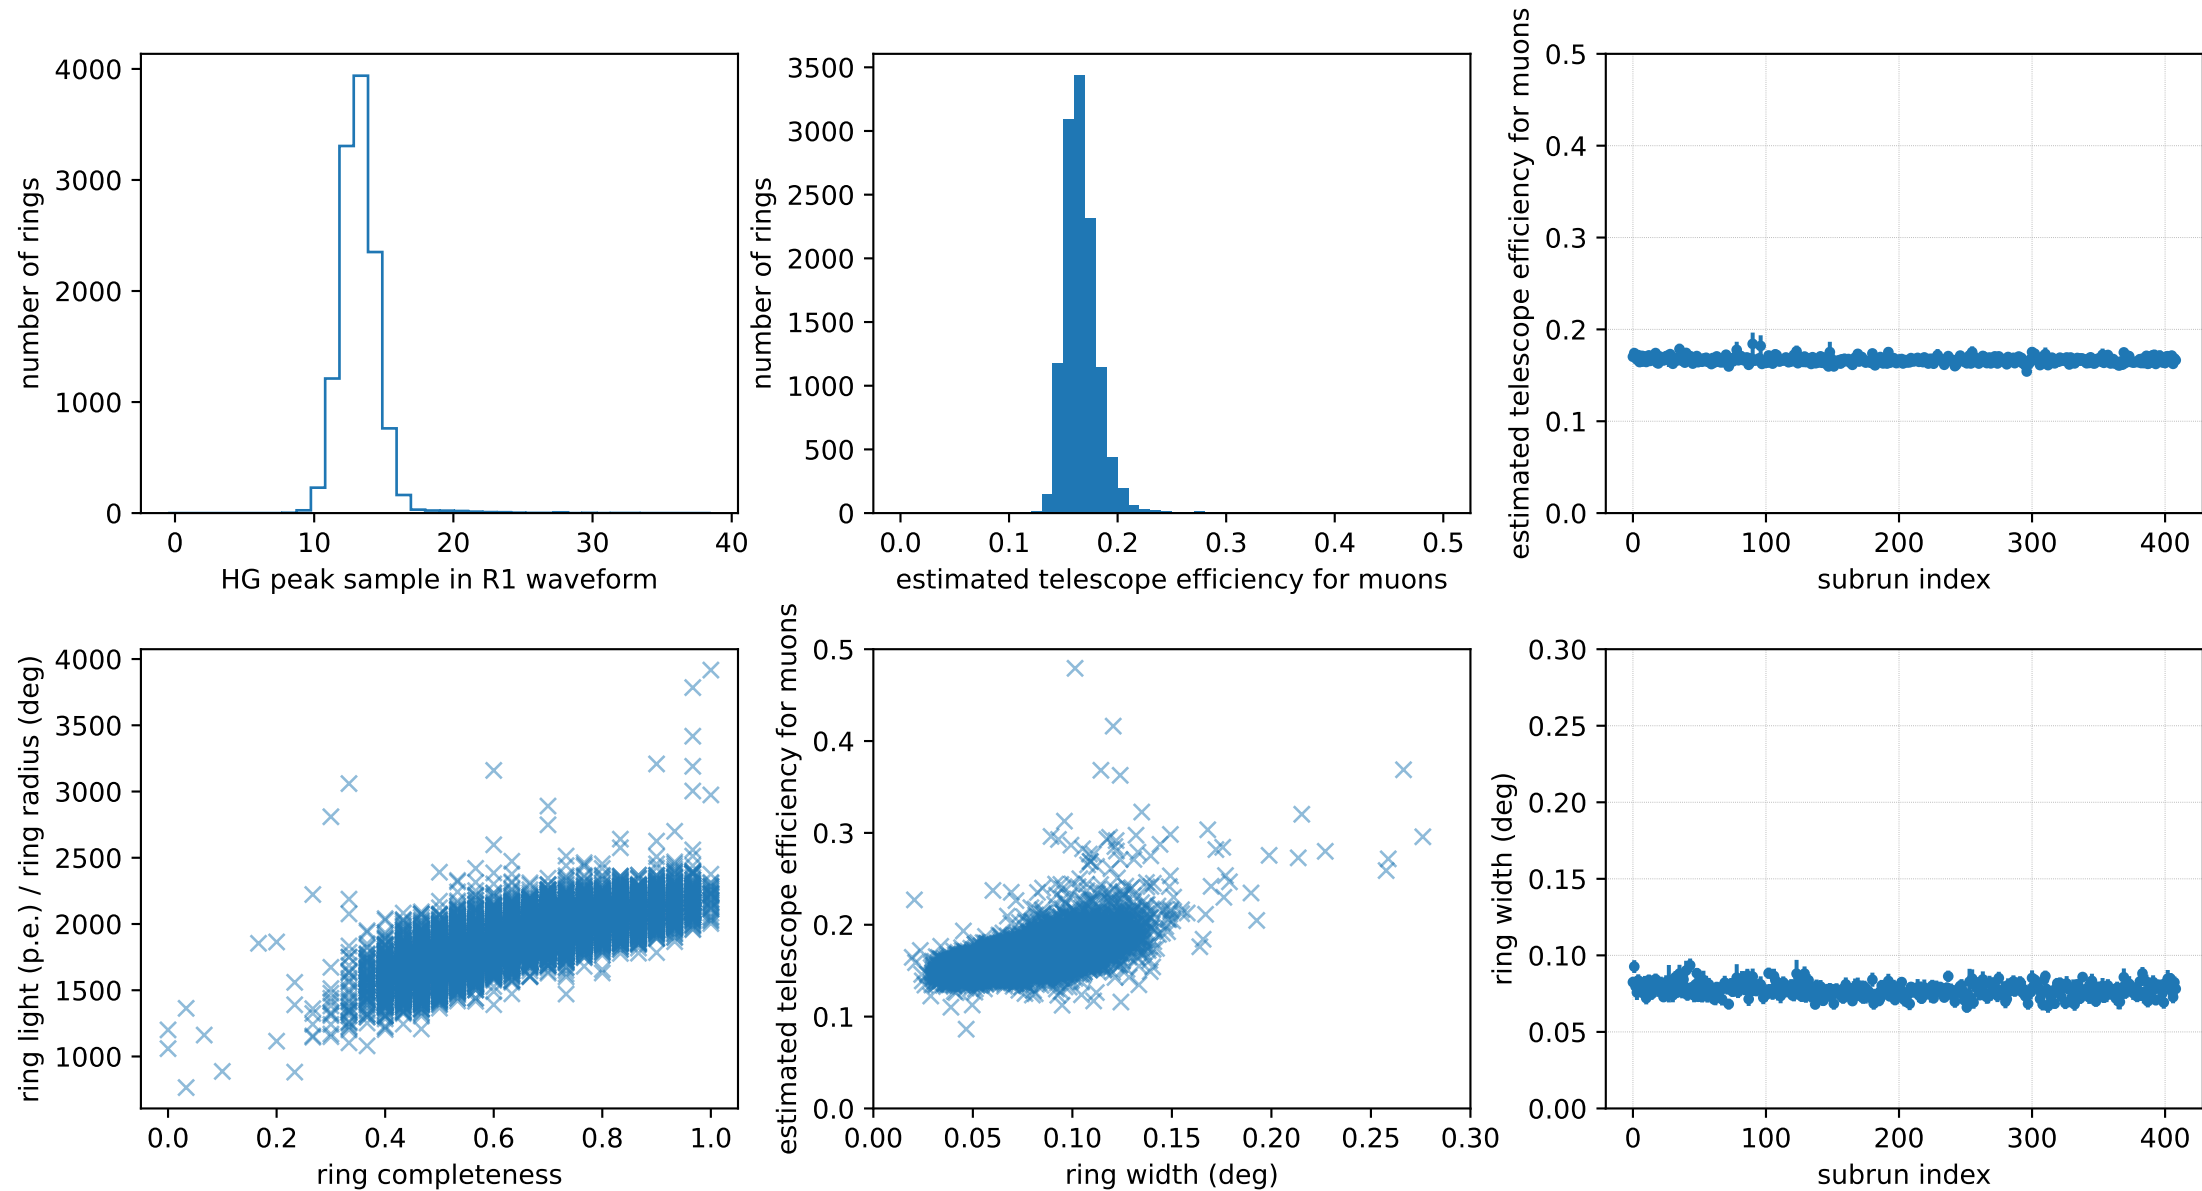 number of rings
4000
3000
2000
1000
0
0 10 20 30 40
HG peak sample in R1 waveform
number of rings
3500
3000
2500
2000
1500
1000
500
0
0.0 0.1 0.2 0.3 0.4 0.5
estimated telescope efficiency for muons
estimated telescope efficiency for muons
0.5
0.4
0.3
0.2
0.1
0.0
0 100 200 300 400
subrun index
ring light (p.e.) / ring radius (deg)
4000
3500
3000
2500
2000
1500
1000
0.0 0.2 0.4 0.6 0.8 1.0
ring completeness
estimated telescope efficiency for muons
0.5
0.4
0.3
0.2
0.1
0.0
0.00 0.05 0.10 0.15 0.20 0.25 0.30
ring width (deg)
ring width (deg)
0.30
0.25
0.20
0.15
0.10
0.05
0.00
0 100 200 300 400
subrun index